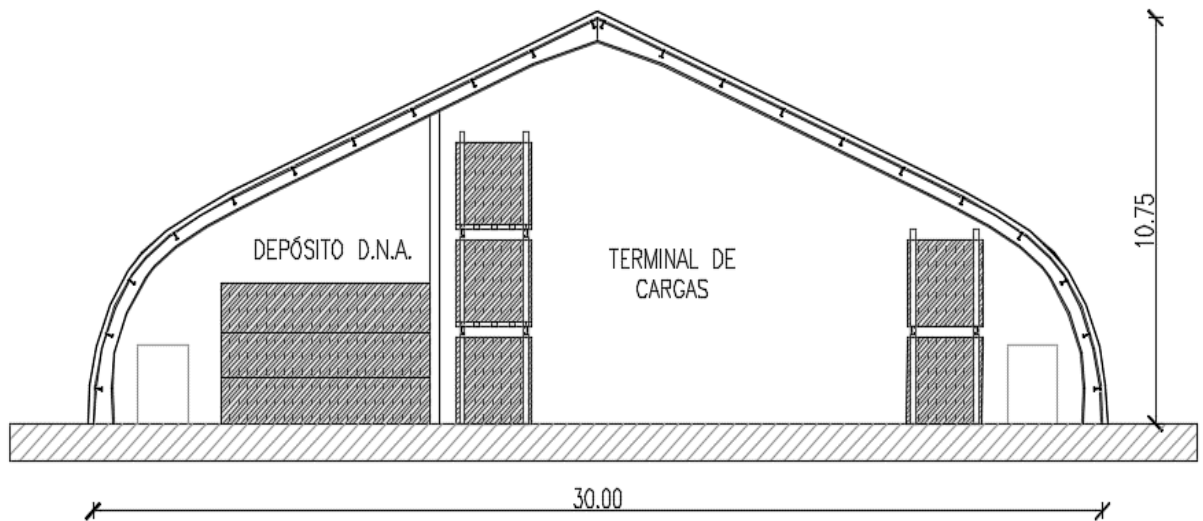 DEPÓSITO D.N.A.
TERMINAL DE
CARGAS
10.75
30.00